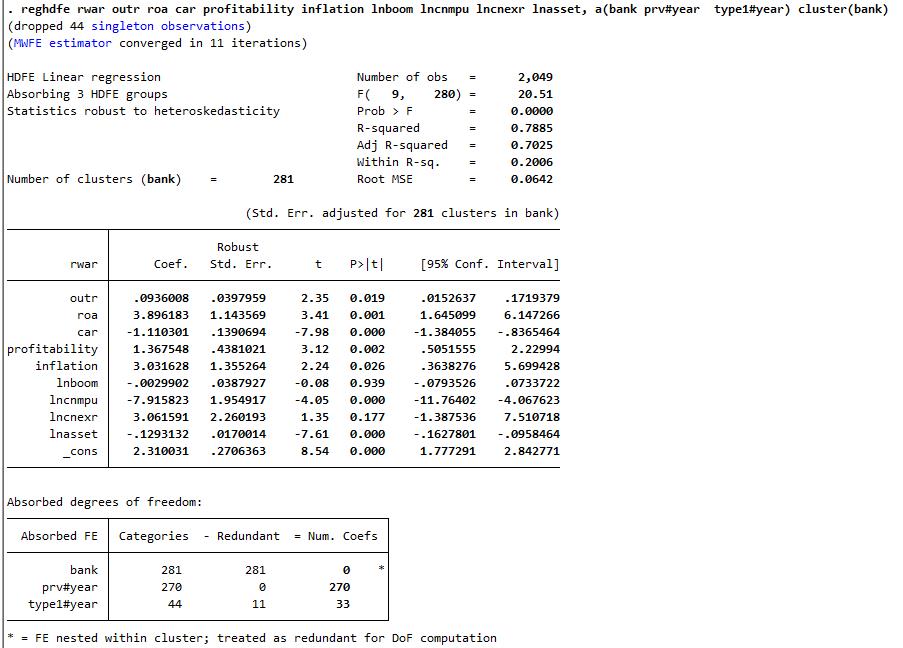 . reghdfe rwar outr roa car profitability inflation lnboom lncnmpu lncnexr lnasset, a(bank prv#year  type1#year) cluster(bank)
(dropped 44 singleton observations)
(MWFE estimator converged in 11 iterations)
HDFE Linear regression Number of obs = 2,049
Absorbing 3 HDFE groups F( 9, 280) = 20.51
Statistics robust to heteroskedasticity Prob > F = 0.0000
R-squared = 0.7885
Adj R-squared = 0.7025
Within R-sq. = 0.2006
Number of clusters (bank) = 281 Root MSE = 0.0642
(Std. Err. adjusted for 281 clusters in bank)
Robust
rwar Coef. Std. Err. t P>|t| [95% Conf. Interval]
outr .0936008 .0397959 2.35 0.019 .0152637 .1719379
roa 3.896183 1.143569 3.41 0.001 1.645099 6.147266
car -1.110301 .1390694 -7.98 0.000 -1.384055 -.8365464
profitability 1.367548 .4381021 3.12 0.002 .5051555 2.22994
inflation 3.031628 1.355264 2.24 0.026 .3638276 5.699428
lnboom -.0029902 .0387927 -0.08 0.939 -.0793526 .0733722
lncnmpu -7.915823 1.954917 -4.05 0.000 -11.76402 -4.067623
lncnexr 3.061591 2.260193 1.35 0.177 -1.387536 7.510718
lnasset -.1293132 .0170014 -7.61 0.000 -.1627801 -.0958464
_cons 2.310031 .2706363 8.54 0.000 1.777291 2.842771
Absorbed degrees of freedom:
Absorbed FE Categories - Redundant = Num. Coefs
bank 281 281 0 *
prv#year 270 0 270
type1#year 44 11 33
* = FE nested within cluster; treated as redundant for DoF computation